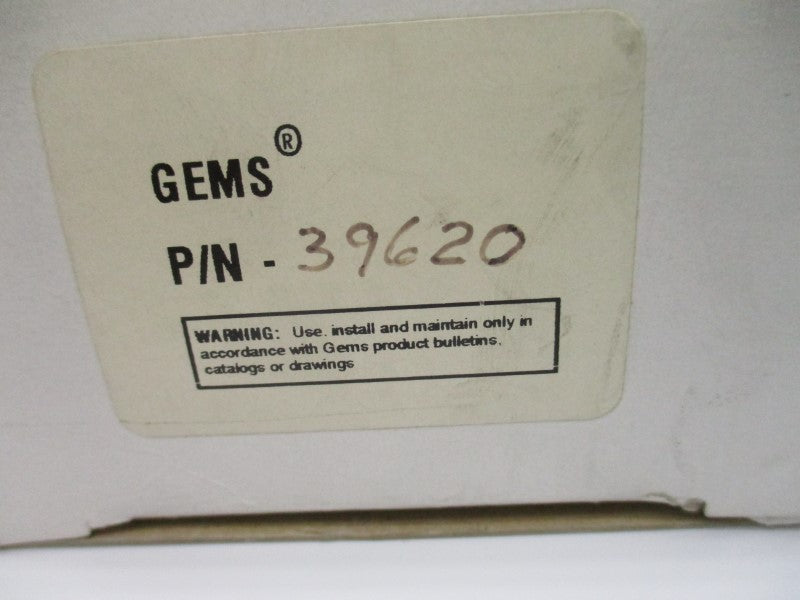 GEMS®
P/N - 39620
WARNING: Use, install and maintain only in
accordance with Gems product bulletins,
catalogs or drawings